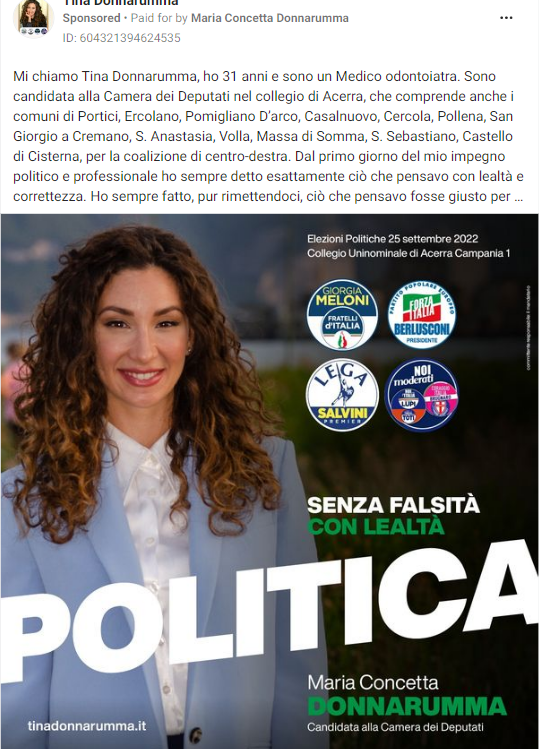 Tina Donnarumma
Sponsored • Paid for by Maria Concetta Donnarumma
ID: 604321394624535
Mi chiamo Tina Donnarumma, ho 31 anni e sono un Medico odontoiatra. Sono
candidata alla Camera dei Deputati nel collegio di Acerra, che comprende anche i
comuni di Portici, Ercolano, Pomigliano D'arco, Casalnuovo, Cercola, Pollena, San
Giorgio a Cremano, S. Anastasia, Volla, Massa di Somma, S. Sebastiano, Castello
di Cisterna, per la coalizione di centro-destra. Dal primo giorno del mio impegno
politico e professionale ho sempre detto esattamente ciò che pensavo con lealtà e
correttezza. Ho sempre fatto, pur rimettendoci, ciò che pensavo fosse giusto per ...
Elezioni Politiche 25 settembre 2022
Collegio Uninominale di Acerra Campania 1
GIORGIA
MELONI
FRATELLI
d'ITALIA
PARTITO POPOLARE EUROPEO
FORZA
ITALIA
BERLUSCONI
PRESIDENTE
LEGA
SALVINI
PREMIER
NOI
moderati
LUPI
TOTI
BRUGNARO
committente responsabile il mandatario
SENZA FALSITÀ
CON LEALTÀ
POLITICA
Maria Concetta
DONNARUMMA
Candidata alla Camera dei Deputati
tinadonnarumma.it